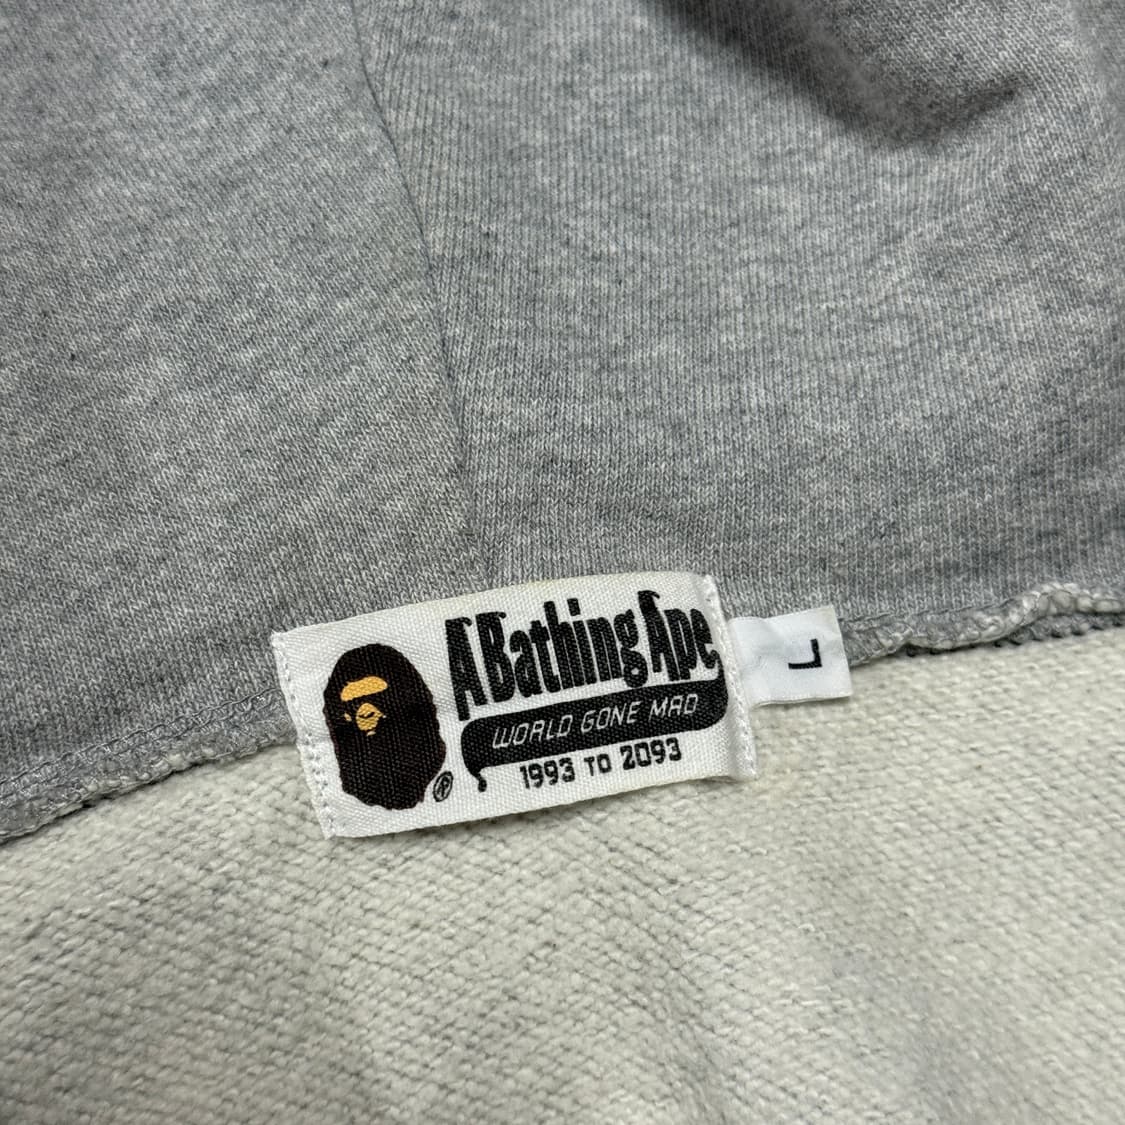 A Bathing Ape
WORLD GONE MAD
1993 TO 2093
L